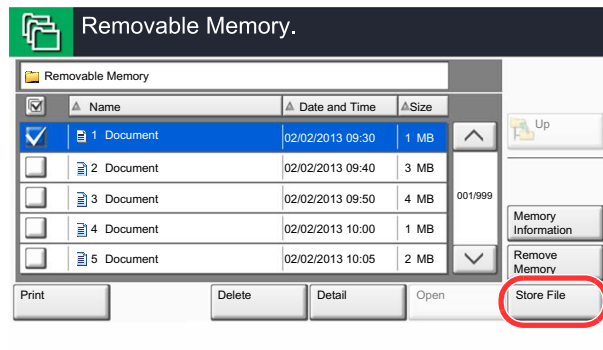 Removable Memory.
Removable Memory
Name Date and Time Size
1 Document 02/02/2013 09:30 1 MB
2 Document 02/02/2013 09:40 3 MB
3 Document 02/02/2013 09:50 4 MB
4 Document 02/02/2013 10:00 1 MB
5 Document 02/02/2013 10:05 2 MB
001/999
Up
Memory
Information
Remove
Memory
Print Delete Detail Open Store File